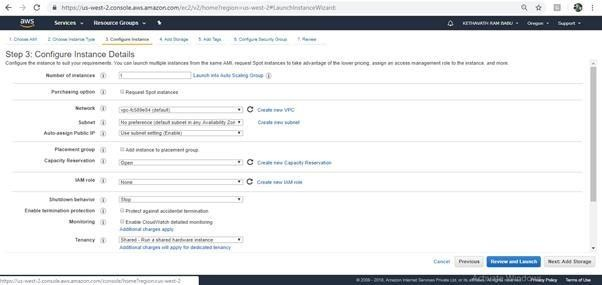 https://us-west-2.console.aws.amazon.com/ec2/v2/home?region=us-west-2#LaunchInstanceWizard:
aws Services Resource Groups KETHAVATH RAM BABU Oregon Support
1. Choose AMI 2. Choose Instance Type 3. Configure Instance 4. Add Storage 5. Add Tags 6. Configure Security Group 7. Review
Step 3: Configure Instance Details
Configure the instance to suit your requirements. You can launch multiple instances from the same AMI, request Spot instances to take advantage of the lower pricing, assign an access management role to the instance, and more.
Number of instances 1 Launch into Auto Scaling Group
Purchasing option Request Spot instances
Network (default) Create new VPC
Subnet No preference (default subnet in any Availability Zon Create new subnet
Auto-assign Public IP Use subnet setting (Enable)
Placement group Add instance to placement group
Capacity Reservation Open Create new Capacity Reservation
IAM role None Create new IAM role
Shutdown behavior Stop
Enable termination protection Protect against accidental termination
Monitoring Enable CloudWatch detailed monitoring
Additional charges apply
Tenancy Shared - Run a shared hardware instance
Additional charges will apply for dedicated tenancy
Cancel Previous Review and Launch Next: Add Storage
Activate Windows
https://us-west-2.console.aws.amazon.com/console/home?region=us-west-2
© 2008 - 2018, Amazon Internet Services Private Ltd. or its affiliates. All rights reserved. Privacy Policy Terms of Use